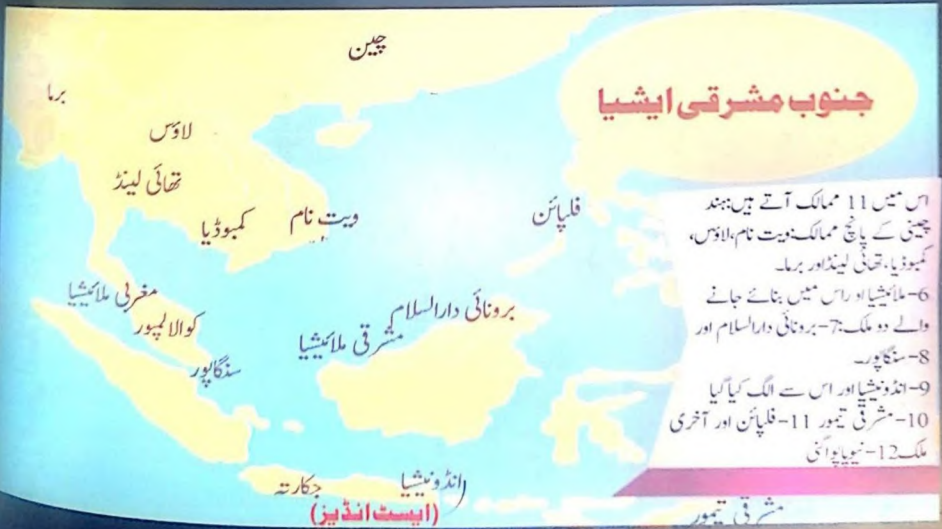 چین
جنوب مشرقی ایشیا
برما
لاؤس
تھائی لینڈ
کمبوڈیا
ویت نام
فلپائن
اس میں 11 ممالک آتے ہیں: ہند
چینی کے پانچ ممالک: ویت نام، لاؤس،
کمبوڈیا، تھائی لینڈ اور برما۔
6-ملائیشیا اور اس میں بنائے جانے
والے دو ملک: 7-برونائی دارالسلام اور
8-سنگاپور۔
9-انڈونیشیا اور اس سے الگ کیا گیا
10-مشرقی تیمور 11-فلپائن اور آخری
ملک 12-نیوپاپواگنی
مغربی ملائیشیا
کوالالمپور
سنگاپور
برونائی دارالسلام
مشرقی ملائیشیا
جکارتہ
انڈونیشیا
(ایسٹ انڈیز)
مشرقی تیمور